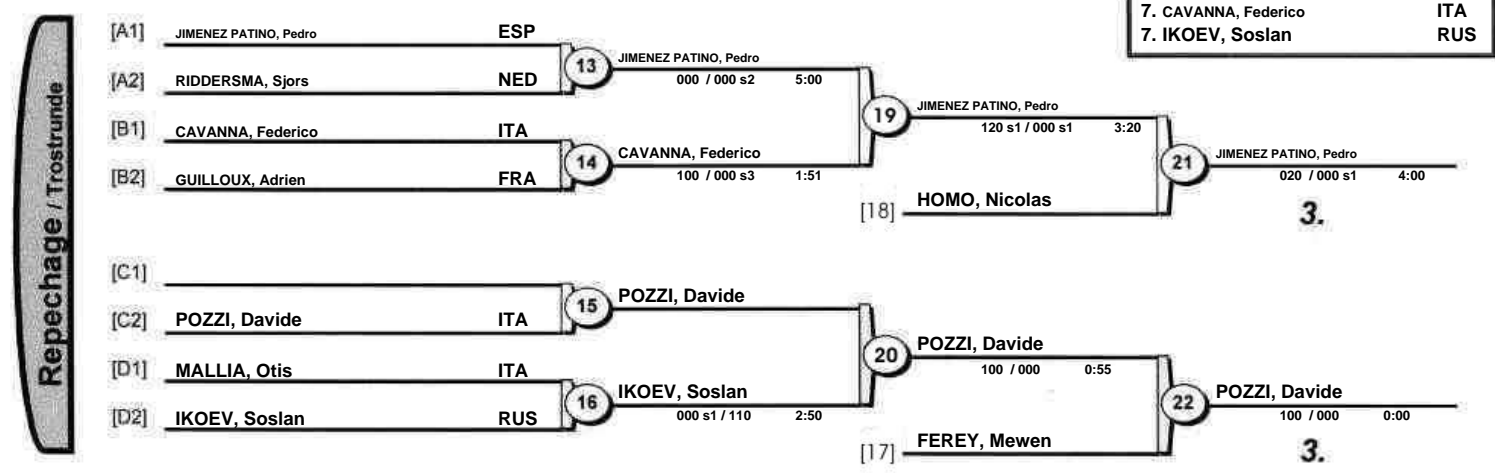 7. CAVANNA, Federico ITA
7. IKOEV, Soslan RUS
Repechage / Trostrunde
[A1] JIMENEZ PATINO, Pedro ESP
[A2] RIDDERSMA, Sjors NED
13 JIMENEZ PATINO, Pedro
000 / 000 s2 5:00
[B1] CAVANNA, Federico ITA
[B2] GUILLOUX, Adrien FRA
14 CAVANNA, Federico
100 / 000 s3 1:51
19 JIMENEZ PATINO, Pedro
120 s1 / 000 s1 3:20
[18] HOMO, Nicolas
21 JIMENEZ PATINO, Pedro
020 / 000 s1 4:00
3.
[C1]
[C2] POZZI, Davide ITA
15 POZZI, Davide
[D1] MALLIA, Otis ITA
[D2] IKOEV, Soslan RUS
16 IKOEV, Soslan
000 s1 / 110 2:50
20 POZZI, Davide
100 / 000 0:55
[17] FEREY, Mewen
22 POZZI, Davide
100 / 000 0:00
3.